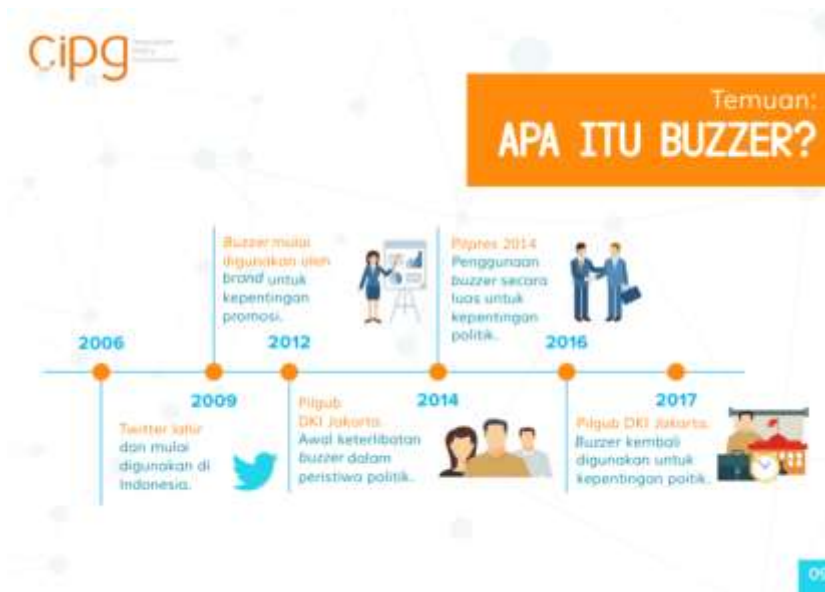 cipg
Temuan:
APA ITU BUZZER?
Buzzer mulai
digunakan oleh
brand untuk
kepentingan
promosi.
Pilpres 2014
Penggunaan
buzzer secara
luas untuk
kepentingan
politik.
2006
2012
2016
2009
2014
2017
Twitter lahir
dan mulai
digunakan di
Indonesia.
Pilgub
DKI Jakarta.
Awal keterlibatan
buzzer dalam
peristiwa politik.
Pilgub DKI Jakarta.
Buzzer kembali
digunakan untuk
kepentingan poitik.
09